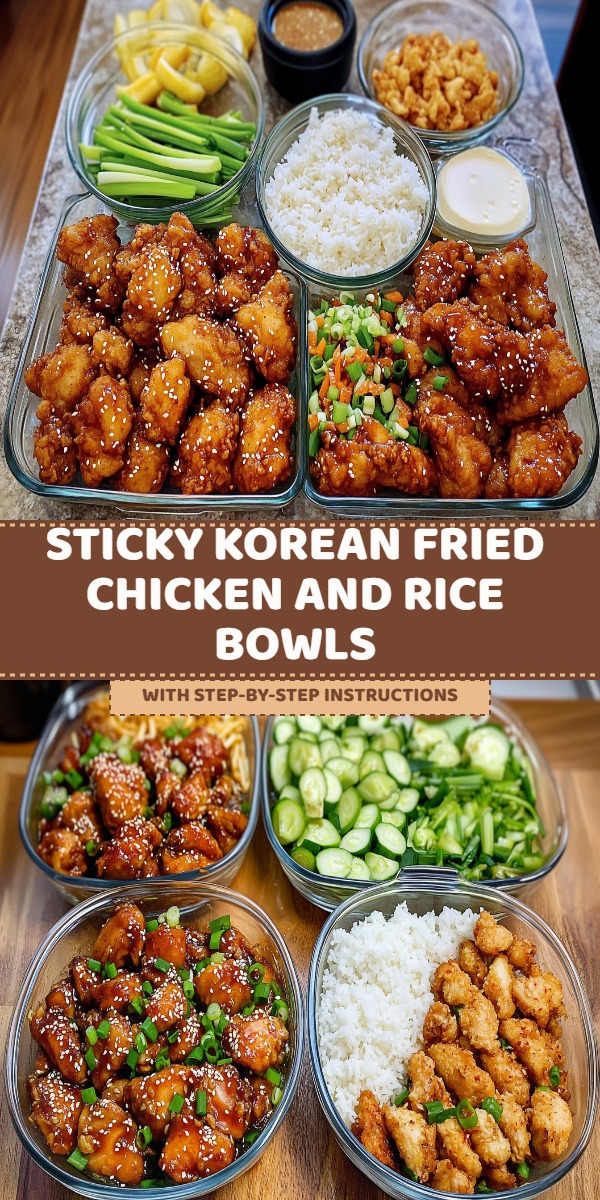 STICKY KOREAN FRIED
CHICKEN AND RICE
BOWLS
WITH STEP-BY-STEP INSTRUCTIONS